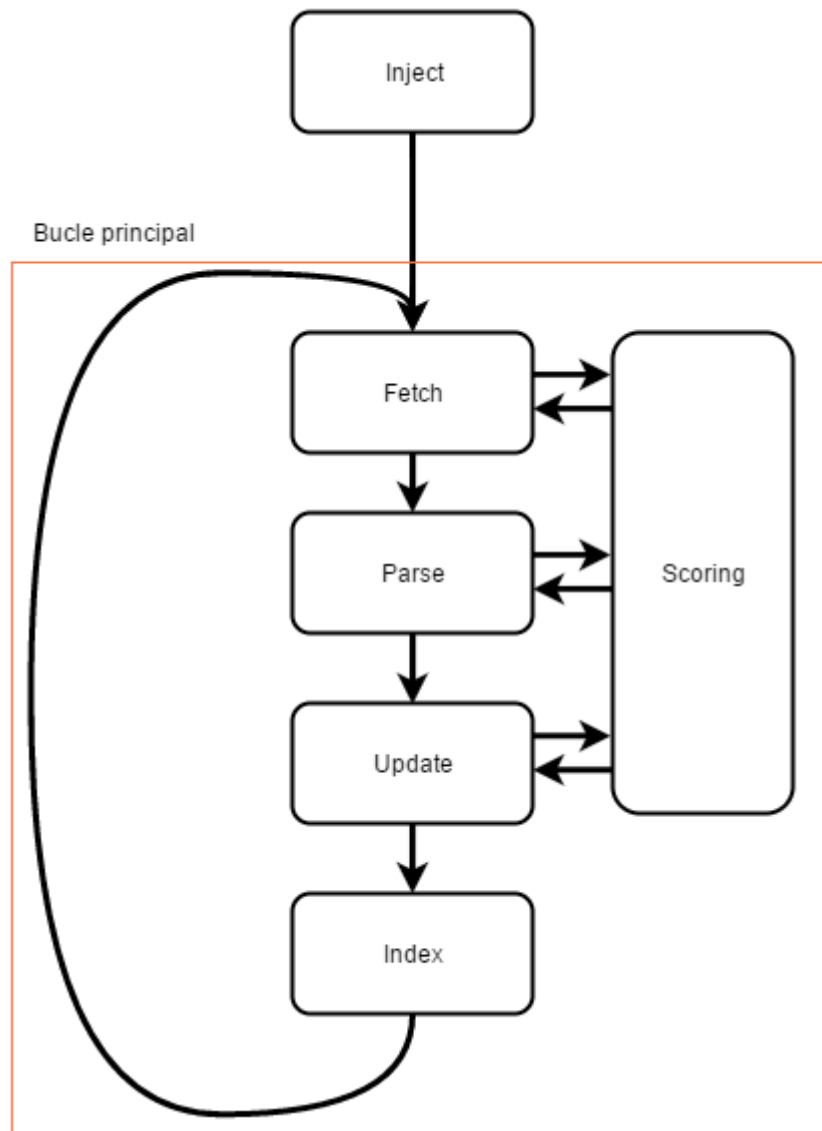 Inject
Bucle principal
Fetch
Parse
Scoring
Update
Index